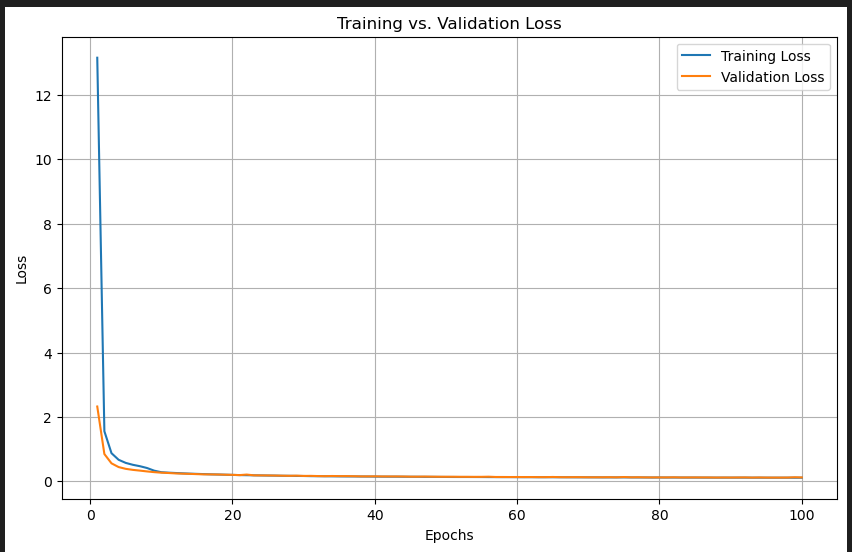 Training vs. Validation Loss
Training Loss
Validation Loss
12
10
8
6
4
2
0
Loss
0 20 40 60 80 100
Epochs